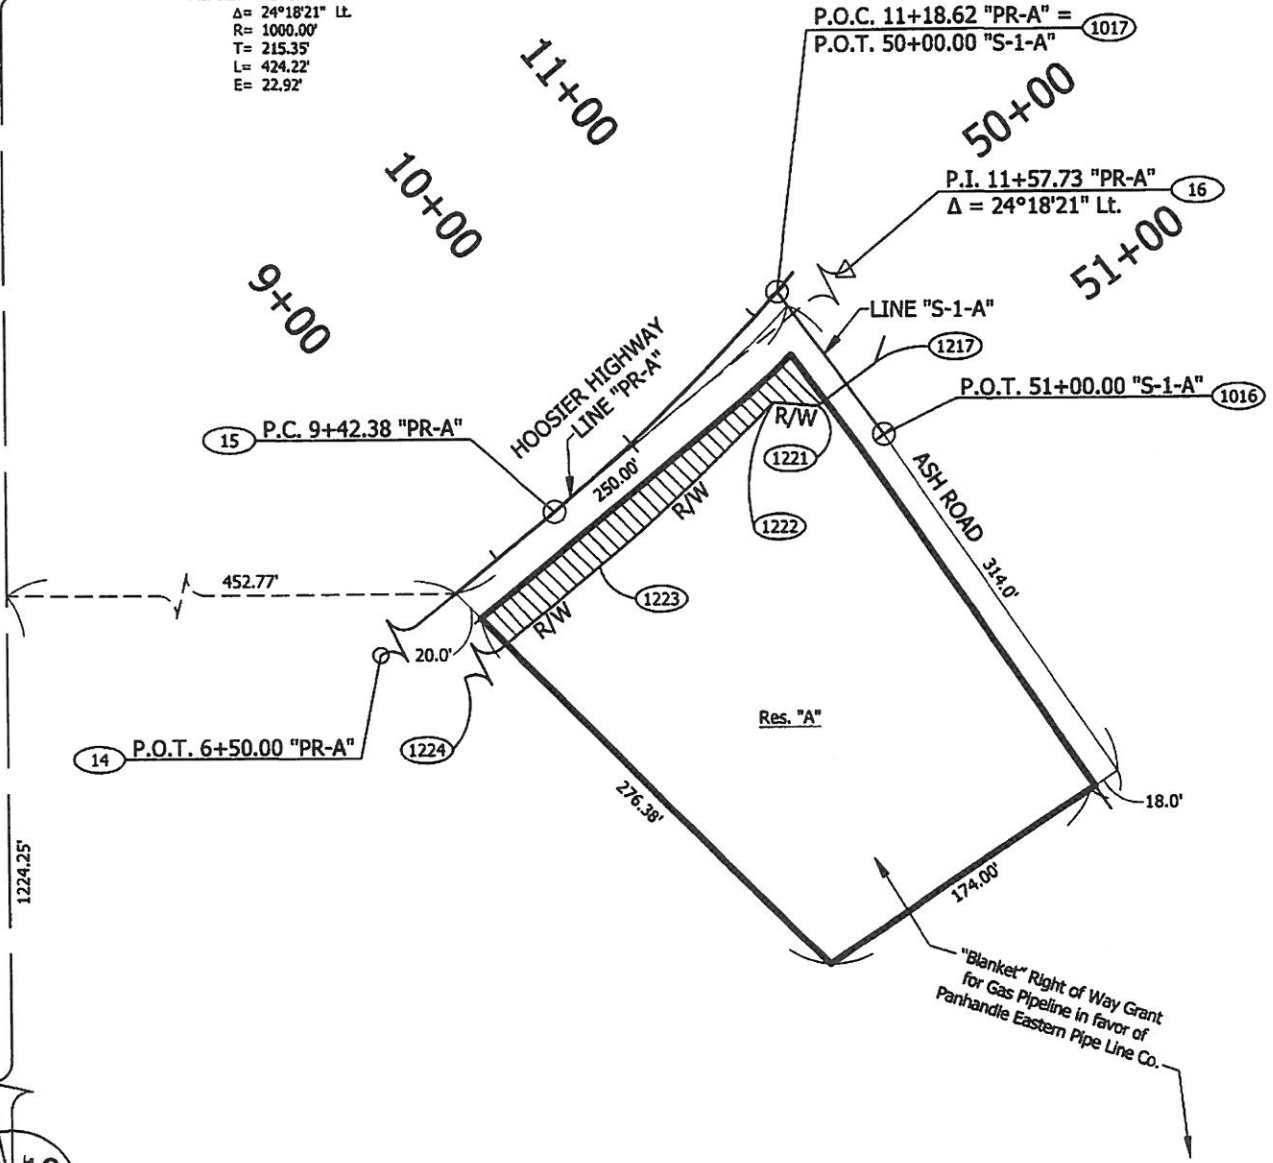 Δ= 24°18'21" Lt.
R= 1000.00'
T= 215.35'
L= 424.22'
E= 22.92'
P.O.C. 11+18.62 "PR-A" =
P.O.T. 50+00.00 "S-1-A"
1017
11+00
50+00
10+00
P.I. 11+57.73 "PR-A"
Δ = 24°18'21" Lt.
16
51+00
9+00
LINE "S-1-A"
HOOSIER HIGHWAY
LINE "PR-A"
1217
P.O.T. 51+00.00 "S-1-A"
1016
15
P.C. 9+42.38 "PR-A"
R/W
1221
250.00'
ASH ROAD
R/W
1222
314.0'
452.77'
1223
R/W
20.0'
Res. "A"
14
P.O.T. 6+50.00 "PR-A"
1224
276.38'
18.0'
1224.25'
174.00'
"Blanket" Right of Way Grant
for Gas Pipeline in favor of
Panhandle Eastern Pipe Line Co.